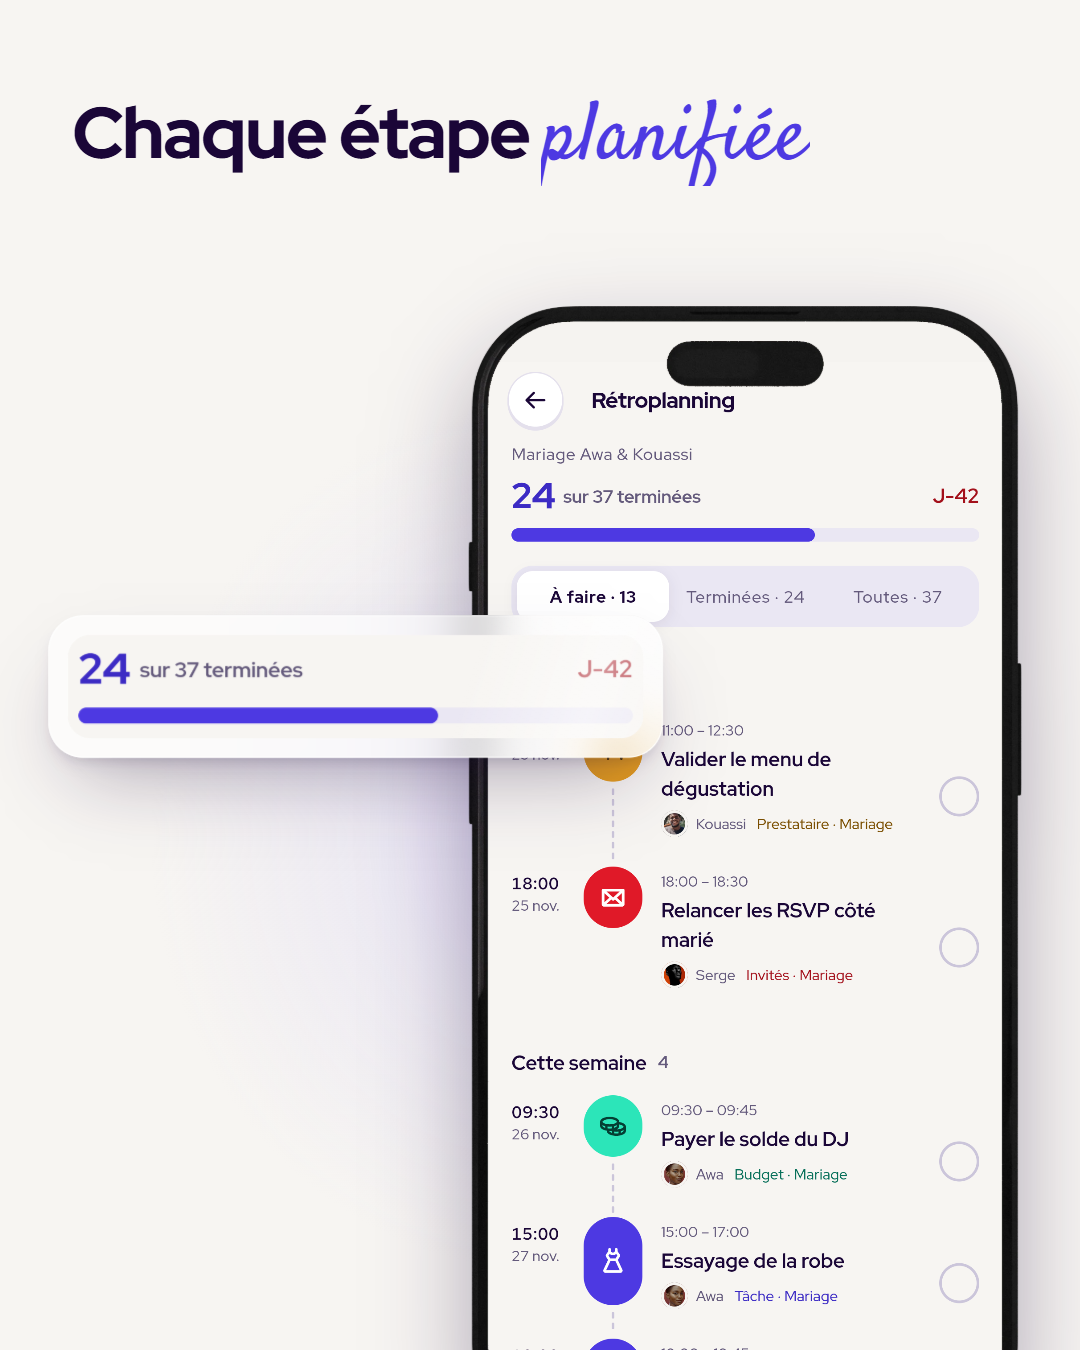 Chaque étape planifiée
Rétroplanning
Mariage Awa & Kouassi
24 sur 37 terminées J-42
À faire · 13 Terminées · 24 Toutes · 37
24 sur 37 terminées J-42
11:00 – 12:30
Valider le menu de
dégustation
Kouassi Prestataire · Mariage
18:00 18:00 – 18:30
25 nov. Relancer les RSVP côté
marié
Serge Invités · Mariage
Cette semaine 4
09:30 09:30 – 09:45
26 nov. Payer le solde du DJ
Awa Budget · Mariage
15:00 15:00 – 17:00
27 nov. Essayage de la robe
Awa Tâche · Mariage